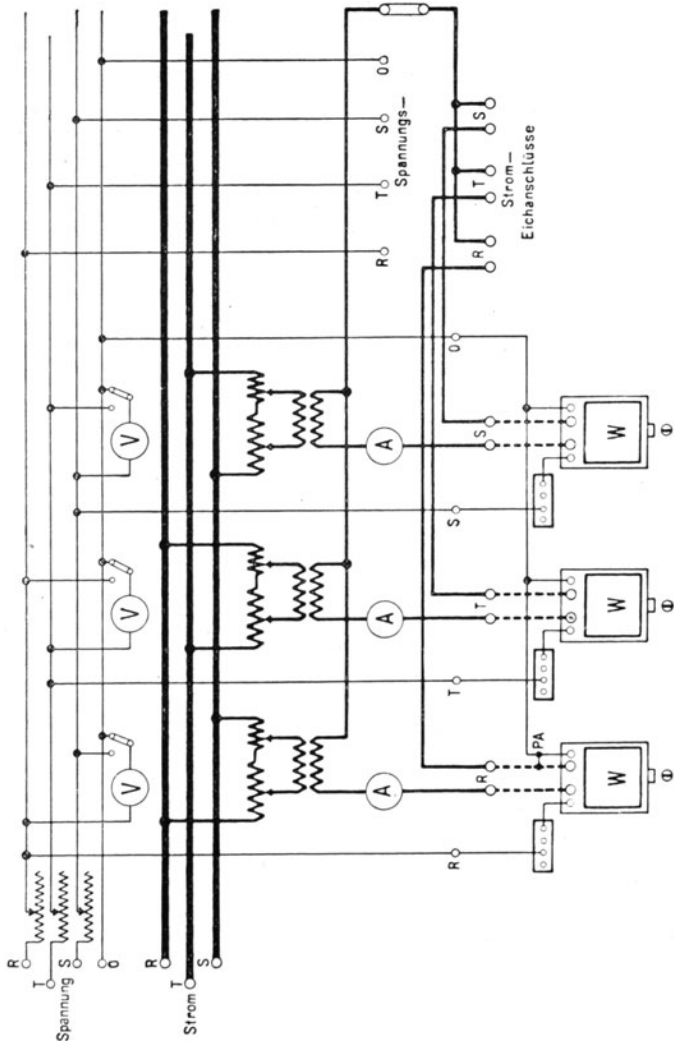 R
T
S
0
Spannung
R
T
S
Strom
V
V
V
R
T
S
0
Spannungs—
A
A
A
R
T
S
Strom—
Eichanschlüsse
R
T
S
0
R
T
S
PA
W
W
W